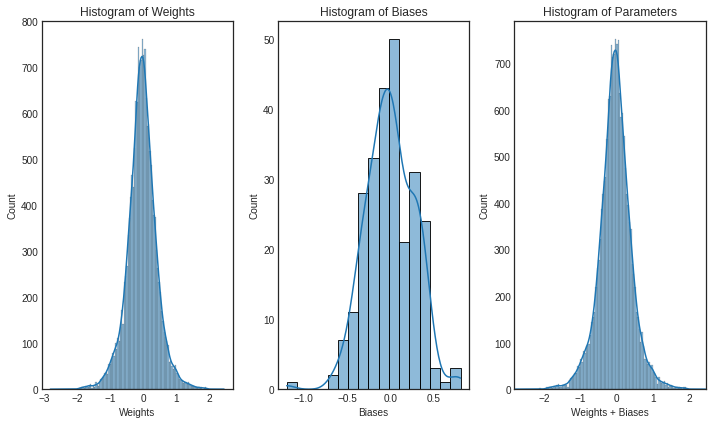 Histogram of Weights
Count
800
700
600
500
400
300
200
100
0
−3 −2 −1 0 1 2
Weights
Histogram of Biases
Count
50
40
30
20
10
0
−1.0 −0.5 0.0 0.5
Biases
Histogram of Parameters
Count
700
600
500
400
300
200
100
0
−2 −1 0 1 2
Weights + Biases